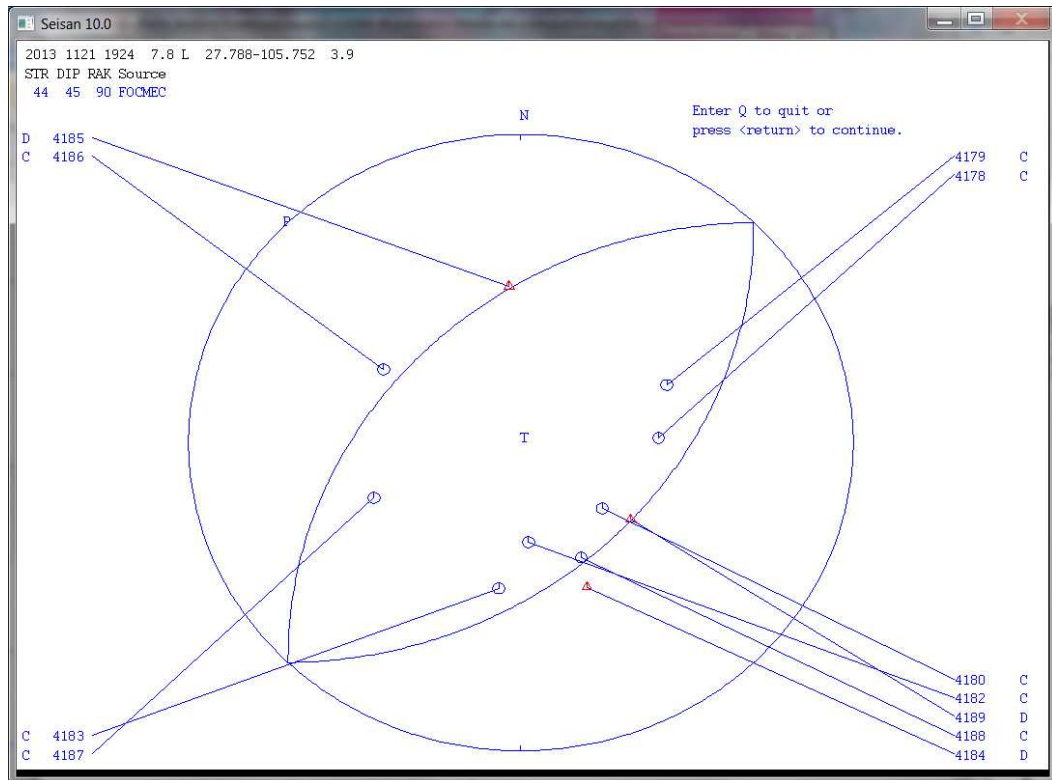 Seisan 10.0
2013 1121 1924  7.8 L  27.788-105.752  3.9
STR DIP RAK Source
44  45  90 FOCMEC
Enter Q to quit or
press <return> to continue.
N
D  4185
C  4186
4179  C
4178  C
P
T
4180  C
4182  C
4189  D
4188  C
4184  D
C  4183
C  4187